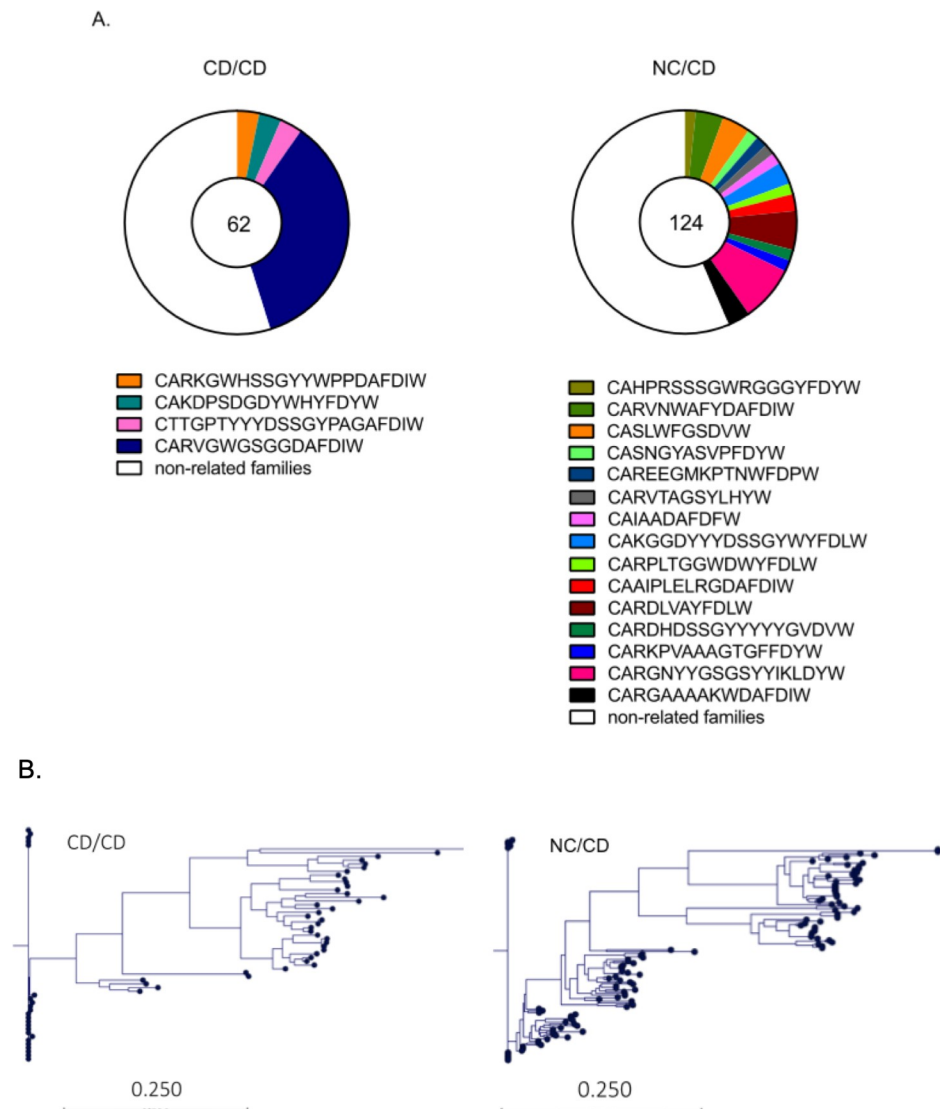 A.
CD/CD
NC/CD
62
124
CARKGWHSSGYYWPPDAFDIW
CAKDPSDGDYWHYFDYW
CTTGPTYYYDSSGYPAGAFDIW
CARVGWGSGGDAFDIW
non-related families
CAHPRSSSGWRGGGYFDYW
CARVNWAFYDAFDIW
CASLWFGSDVW
CASNGYASVPFDYW
CAREEGMKPTNWFDPW
CARVTAGSYLHYW
CAIAADAFDFW
CAKGGDYYYDSSGYWYFDLW
CARPLTGGWDWYFDLW
CAAIPLELRGDAFDIW
CARDLVAYFDLW
CARDHDSSGYYYYYGVDVW
CARKPVAAAGTGFFDYW
CARGNYYGSGSYYIKLDYW
CARGAAAAKWDAFDIW
non-related families
B.
CD/CD
NC/CD
0.250
0.250